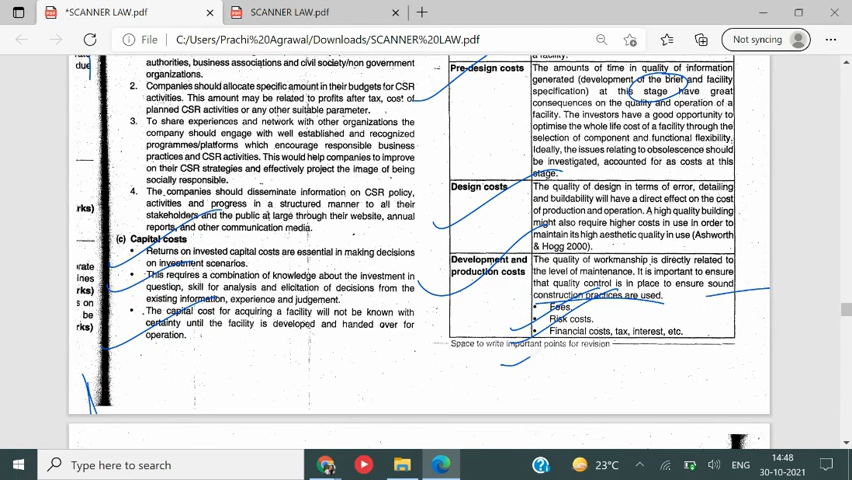 *SCANNER LAW.pdf
SCANNER LAW.pdf
File
C:/Users/Prachi%20Agrawal/Downloads/SCANNER%20LAW.pdf
Not syncing
due
authorities, business associations and civil society/non government
organizations.
2. Companies should allocate specific amount in their budgets for CSR
activities. This amount may be related to profits after tax, cost of
planned CSR activities or any other suitable parameter.
3. To share experiences and network with other organizations the
company should engage with well established and recognized
programmes/platforms which encourage responsible business
practices and CSR activities. This would help companies to improve
on their CSR strategies and effectively project the image of being
socially responsible.
4. The companies should disseminate information on CSR policy,
activities and progress in a structured manner to all their
stakeholders and the public at large through their website, annual
reports, and other communication media.
(c) Capital costs
• Returns on invested capital costs are essential in making decisions
on investment scenarios.
• This requires a combination of knowledge about the investment in
question, skill for analysis and elicitation of decisions from the
existing information, experience and judgement.
• The capital cost for acquiring a facility will not be known with
certainty until the facility is developed and handed over for
operation.
rks)
rate
ines
rks)
s on
be
rks)
a facility.
Pre-design costs
The amounts of time in quality of information
generated (development of the brief and facility
specification) at this stage have great
consequences on the quality and operation of a
facility. The investors have a good opportunity to
optimise the whole life cost of a facility through the
selection of component and functional flexibility.
Ideally, the issues relating to obsolescence should
be investigated, accounted for as costs at this
stage.
Design costs
The quality of design in terms of error, detailing
and buildability will have a direct effect on the cost
of production and operation. A high quality building
might also require higher costs in use in order to
maintain its high aesthetic quality in use (Ashworth
& Hogg 2000).
Development and
production costs
The quality of workmanship is directly related to
the level of maintenance. It is important to ensure
that quality control is in place to ensure sound
construction practices are used.
• Fees.
• Risk costs.
• Financial costs, tax, interest, etc.
Space to write important points for revision
Type here to search
23°C
ENG
14:48
30-10-2021